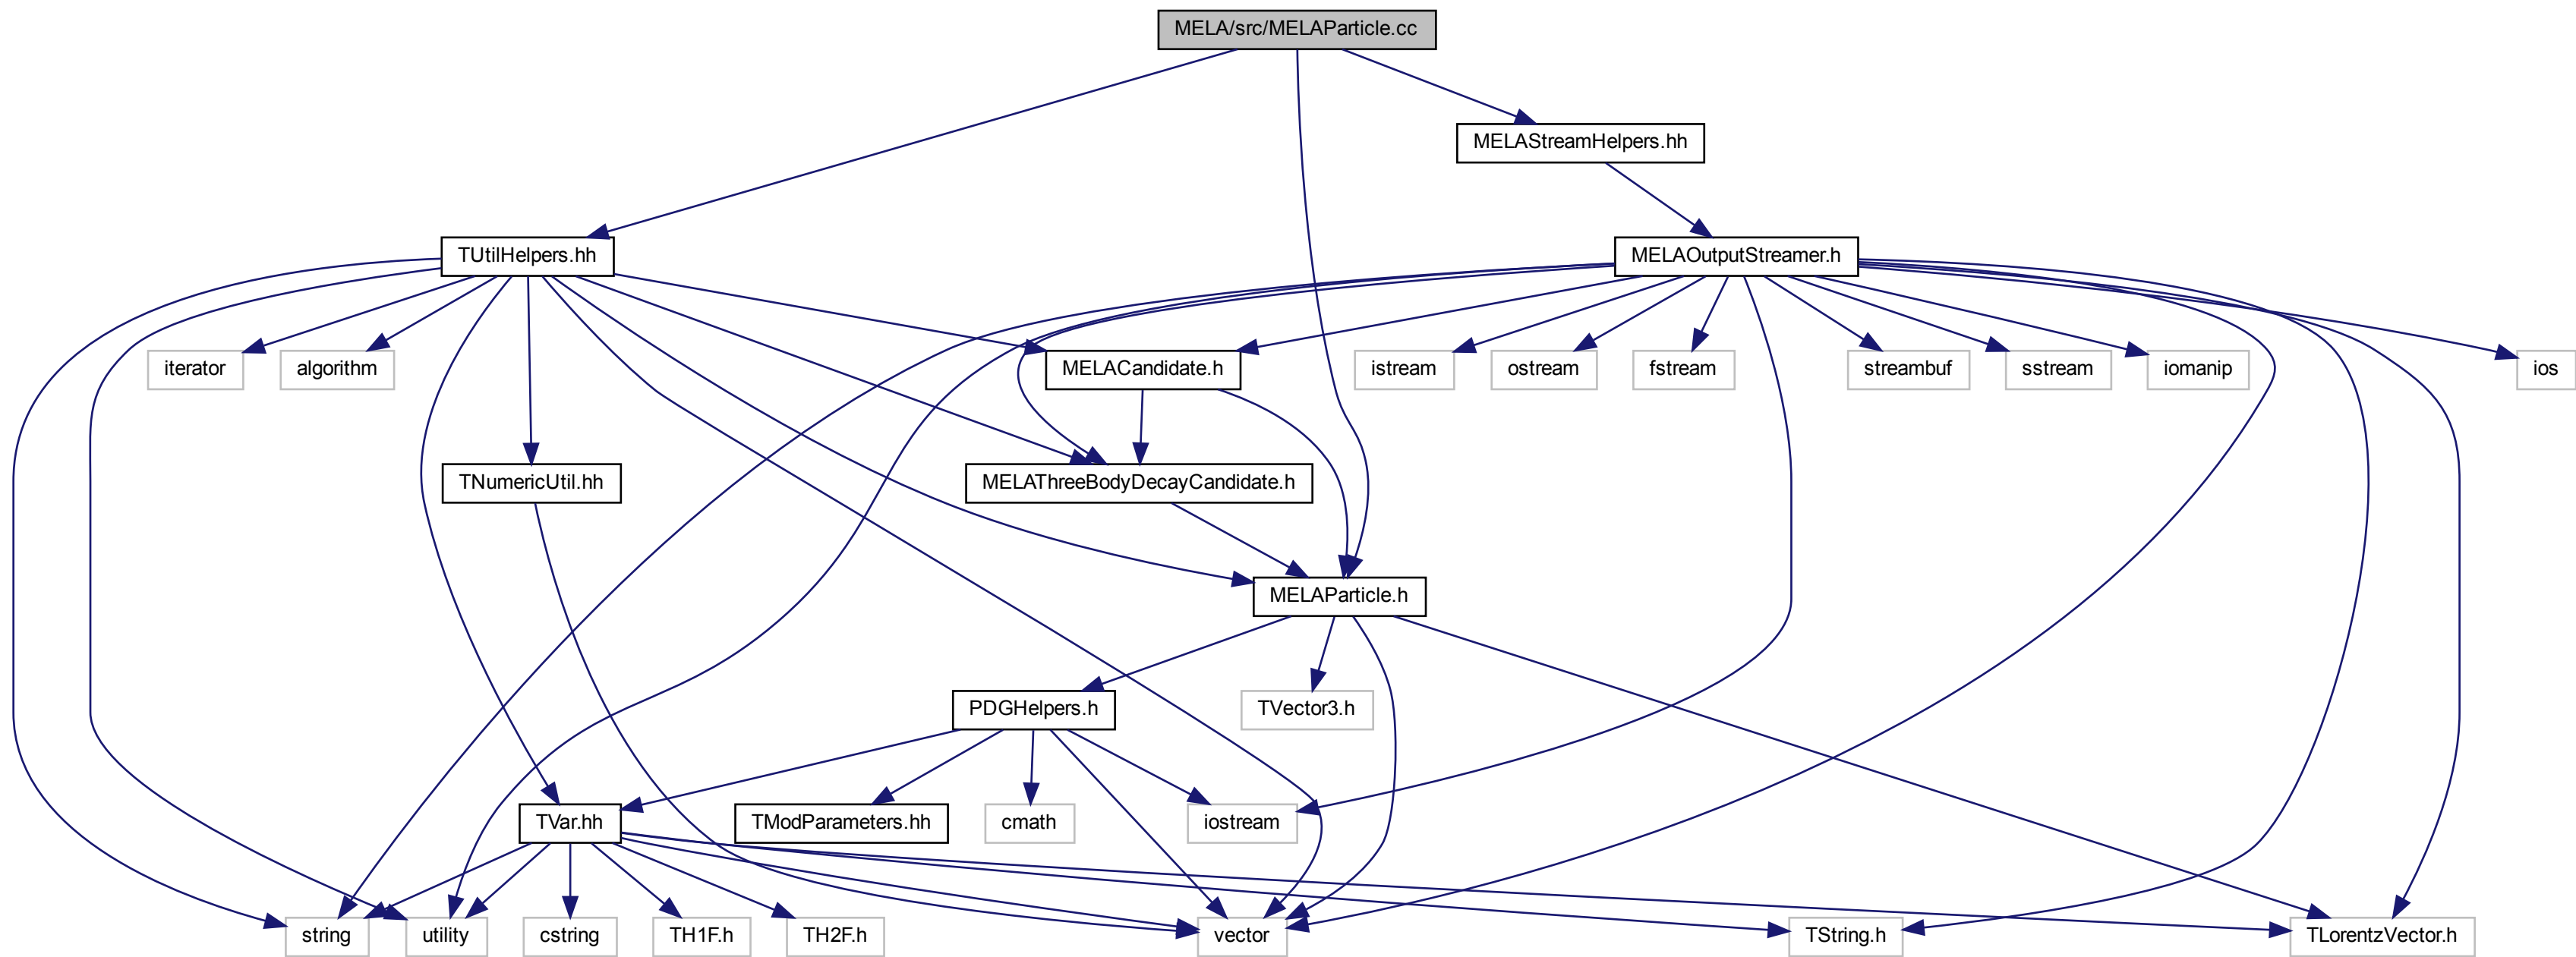 MELA/src/MELAParticle.cc
MELAStreamHelpers.hh
TUtilHelpers.hh
MELAOutputStreamer.h
iterator
algorithm
MELACandidate.h
istream
ostream
fstream
streambuf
sstream
iomanip
ios
TNumericUtil.hh
MELAThreeBodyDecayCandidate.h
MELAParticle.h
PDGHelpers.h
TVector3.h
TVar.hh
TModParameters.hh
cmath
iostream
string
utility
cstring
TH1F.h
TH2F.h
vector
TString.h
TLorentzVector.h